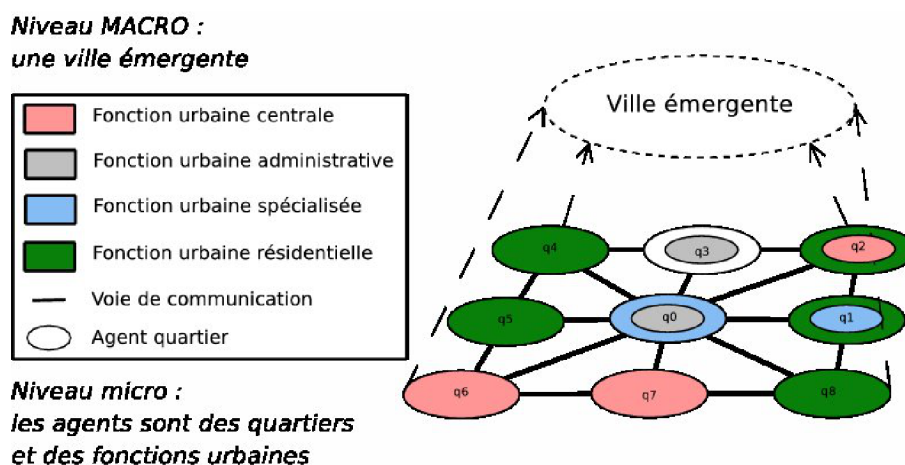 Niveau MACRO :
une ville émergente
Ville émergente
Fonction urbaine centrale
Fonction urbaine administrative
Fonction urbaine spécialisée
Fonction urbaine résidentielle
Voie de communication
Agent quartier
q4
q3
q2
q5
q0
q1
q6
q7
q8
Niveau micro :
les agents sont des quartiers
et des fonctions urbaines